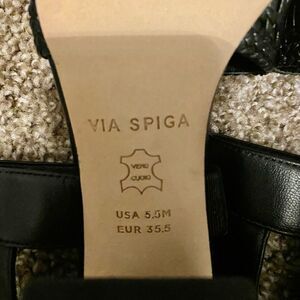 VIA SPIGA
VERO
CUOIO
USA 5.5M
EUR 35.5